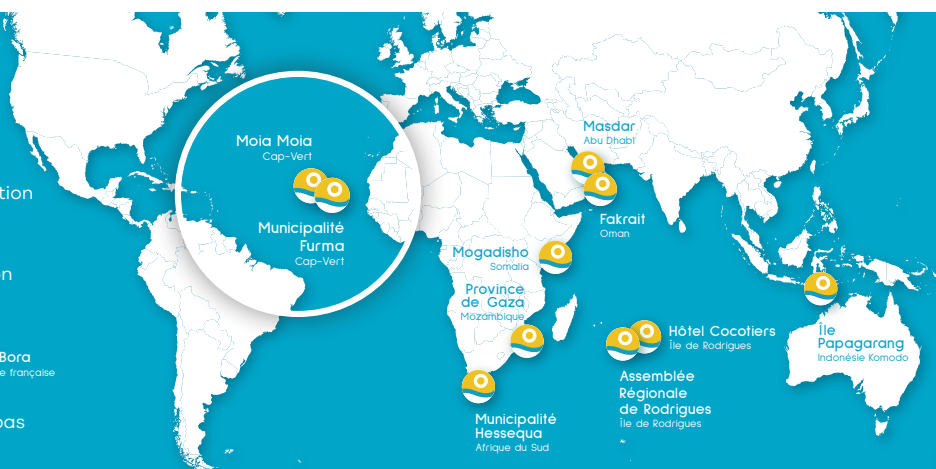 tion
on
Bora
e française
pas
Moia Moia
Cap-Vert
Municipalité
Furma
Cap-Vert
Masdar
Abu Dhabi
Fakrait
Oman
Mogadisho
Somalia
Province
de Gaza
Mozambique
Municipalité
Hessequa
Afrique du Sud
Hôtel Cocotiers
Île de Rodrigues
Assemblée
Régionale
de Rodrigues
Île de Rodrigues
Île
Papagarang
Indonésie Komodo